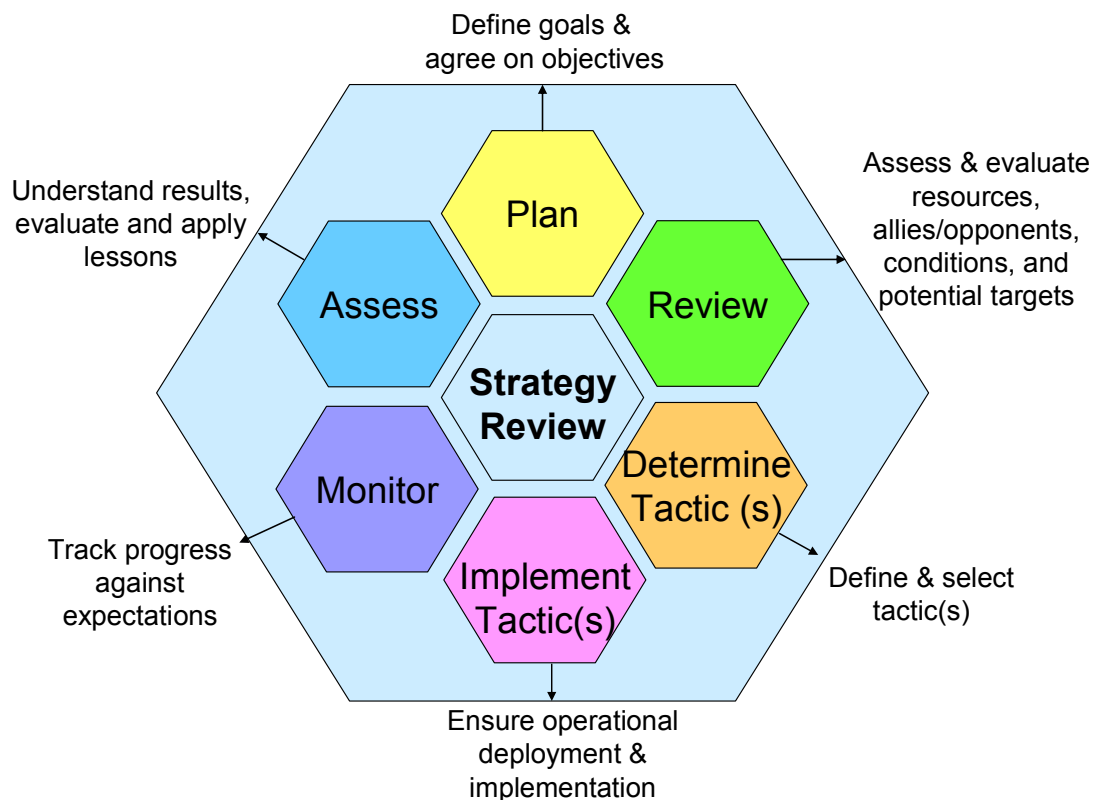 Define goals &
agree on objectives
Plan
Assess & evaluate
resources,
allies/opponents,
conditions, and
potential targets
Review
Understand results,
evaluate and apply
lessons
Assess
Strategy
Review
Determine
Tactic (s)
Define & select
tactic(s)
Monitor
Track progress
against
expectations
Implement
Tactic(s)
Ensure operational
deployment &
implementation